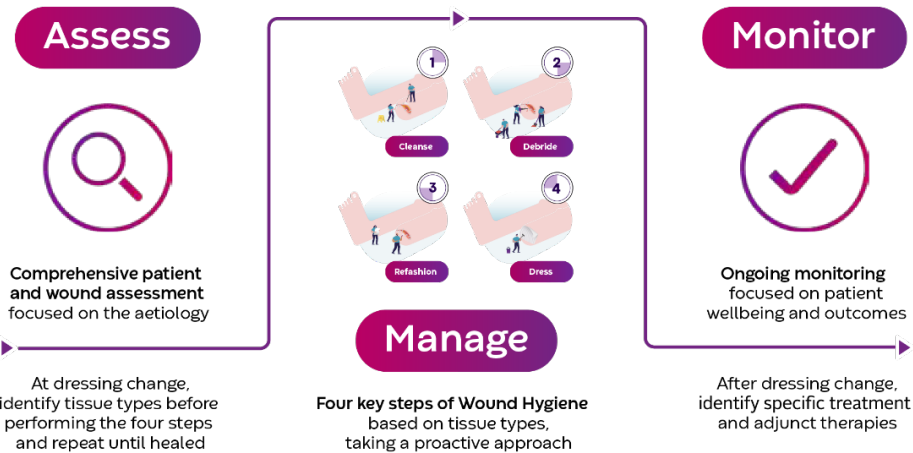 Assess
Comprehensive patient
and wound assessment
focused on the aetiology
At dressing change,
identify tissue types before
performing the four steps
and repeat until healed
1
Cleanse
2
Debride
3
Refashion
4
Dress
Manage
Four key steps of Wound Hygiene
based on tissue types,
taking a proactive approach
Monitor
Ongoing monitoring
focused on patient
wellbeing and outcomes
After dressing change,
identify specific treatment
and adjunct therapies